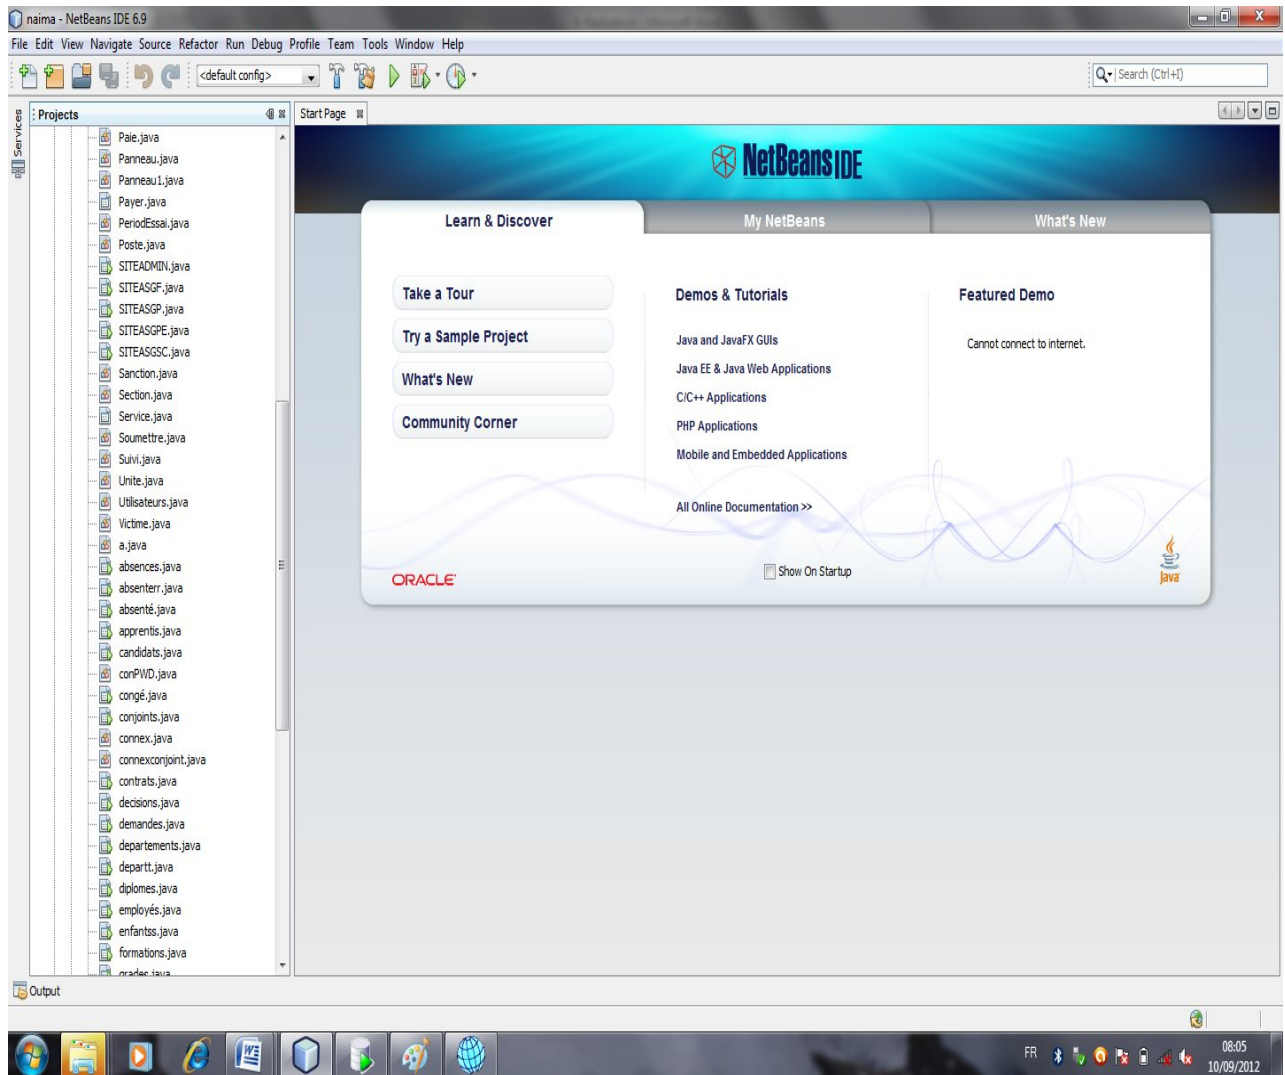 naima - NetBeans IDE 6.9
File Edit View Navigate Source Refactor Run Debug Profile Team Tools Window Help
<default config>
Search (Ctrl+I)
Services
Projects
Paie.java
Panneau.java
Panneau1.java
Payer.java
PeriodEssai.java
Poste.java
SITEADMIN.java
SITEASGF.java
SITEASGP.java
SITEASGPE.java
SITEASGSC.java
Sanction.java
Section.java
Service.java
Soumettre.java
Suivi.java
Unite.java
Utilisateurs.java
Victime.java
a.java
absences.java
absenterr.java
absenté.java
apprentis.java
candidats.java
conPWD.java
congé.java
conjoints.java
connex.java
connexconjoint.java
contrats.java
decisions.java
demandes.java
departements.java
departt.java
diplomes.java
employés.java
enfantss.java
formations.java
grades.java
Start Page
NetBeans IDE
Learn & Discover
My NetBeans
What's New
Take a Tour
Try a Sample Project
What's New
Community Corner
Demos & Tutorials
Java and JavaFX GUIs
Java EE & Java Web Applications
C/C++ Applications
PHP Applications
Mobile and Embedded Applications
All Online Documentation >>
Featured Demo
Cannot connect to internet.
ORACLE
Show On Startup
Java
Output
FR
08:05
10/09/2012